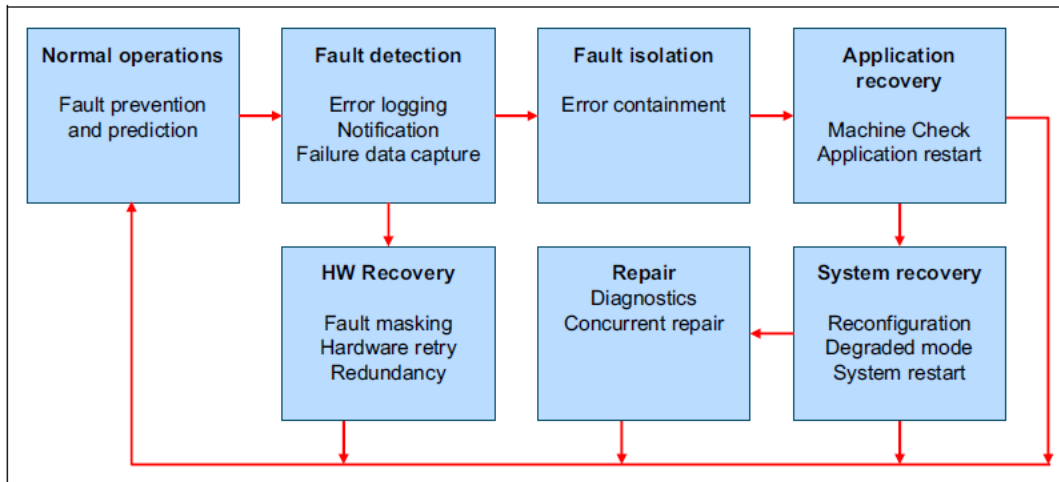 Normal operations
Fault prevention
and prediction
Fault detection
Error logging
Notification
Failure data capture
Fault isolation
Error containment
Application
recovery
Machine Check
Application restart
HW Recovery
Fault masking
Hardware retry
Redundancy
Repair
Diagnostics
Concurrent repair
System recovery
Reconfiguration
Degraded mode
System restart